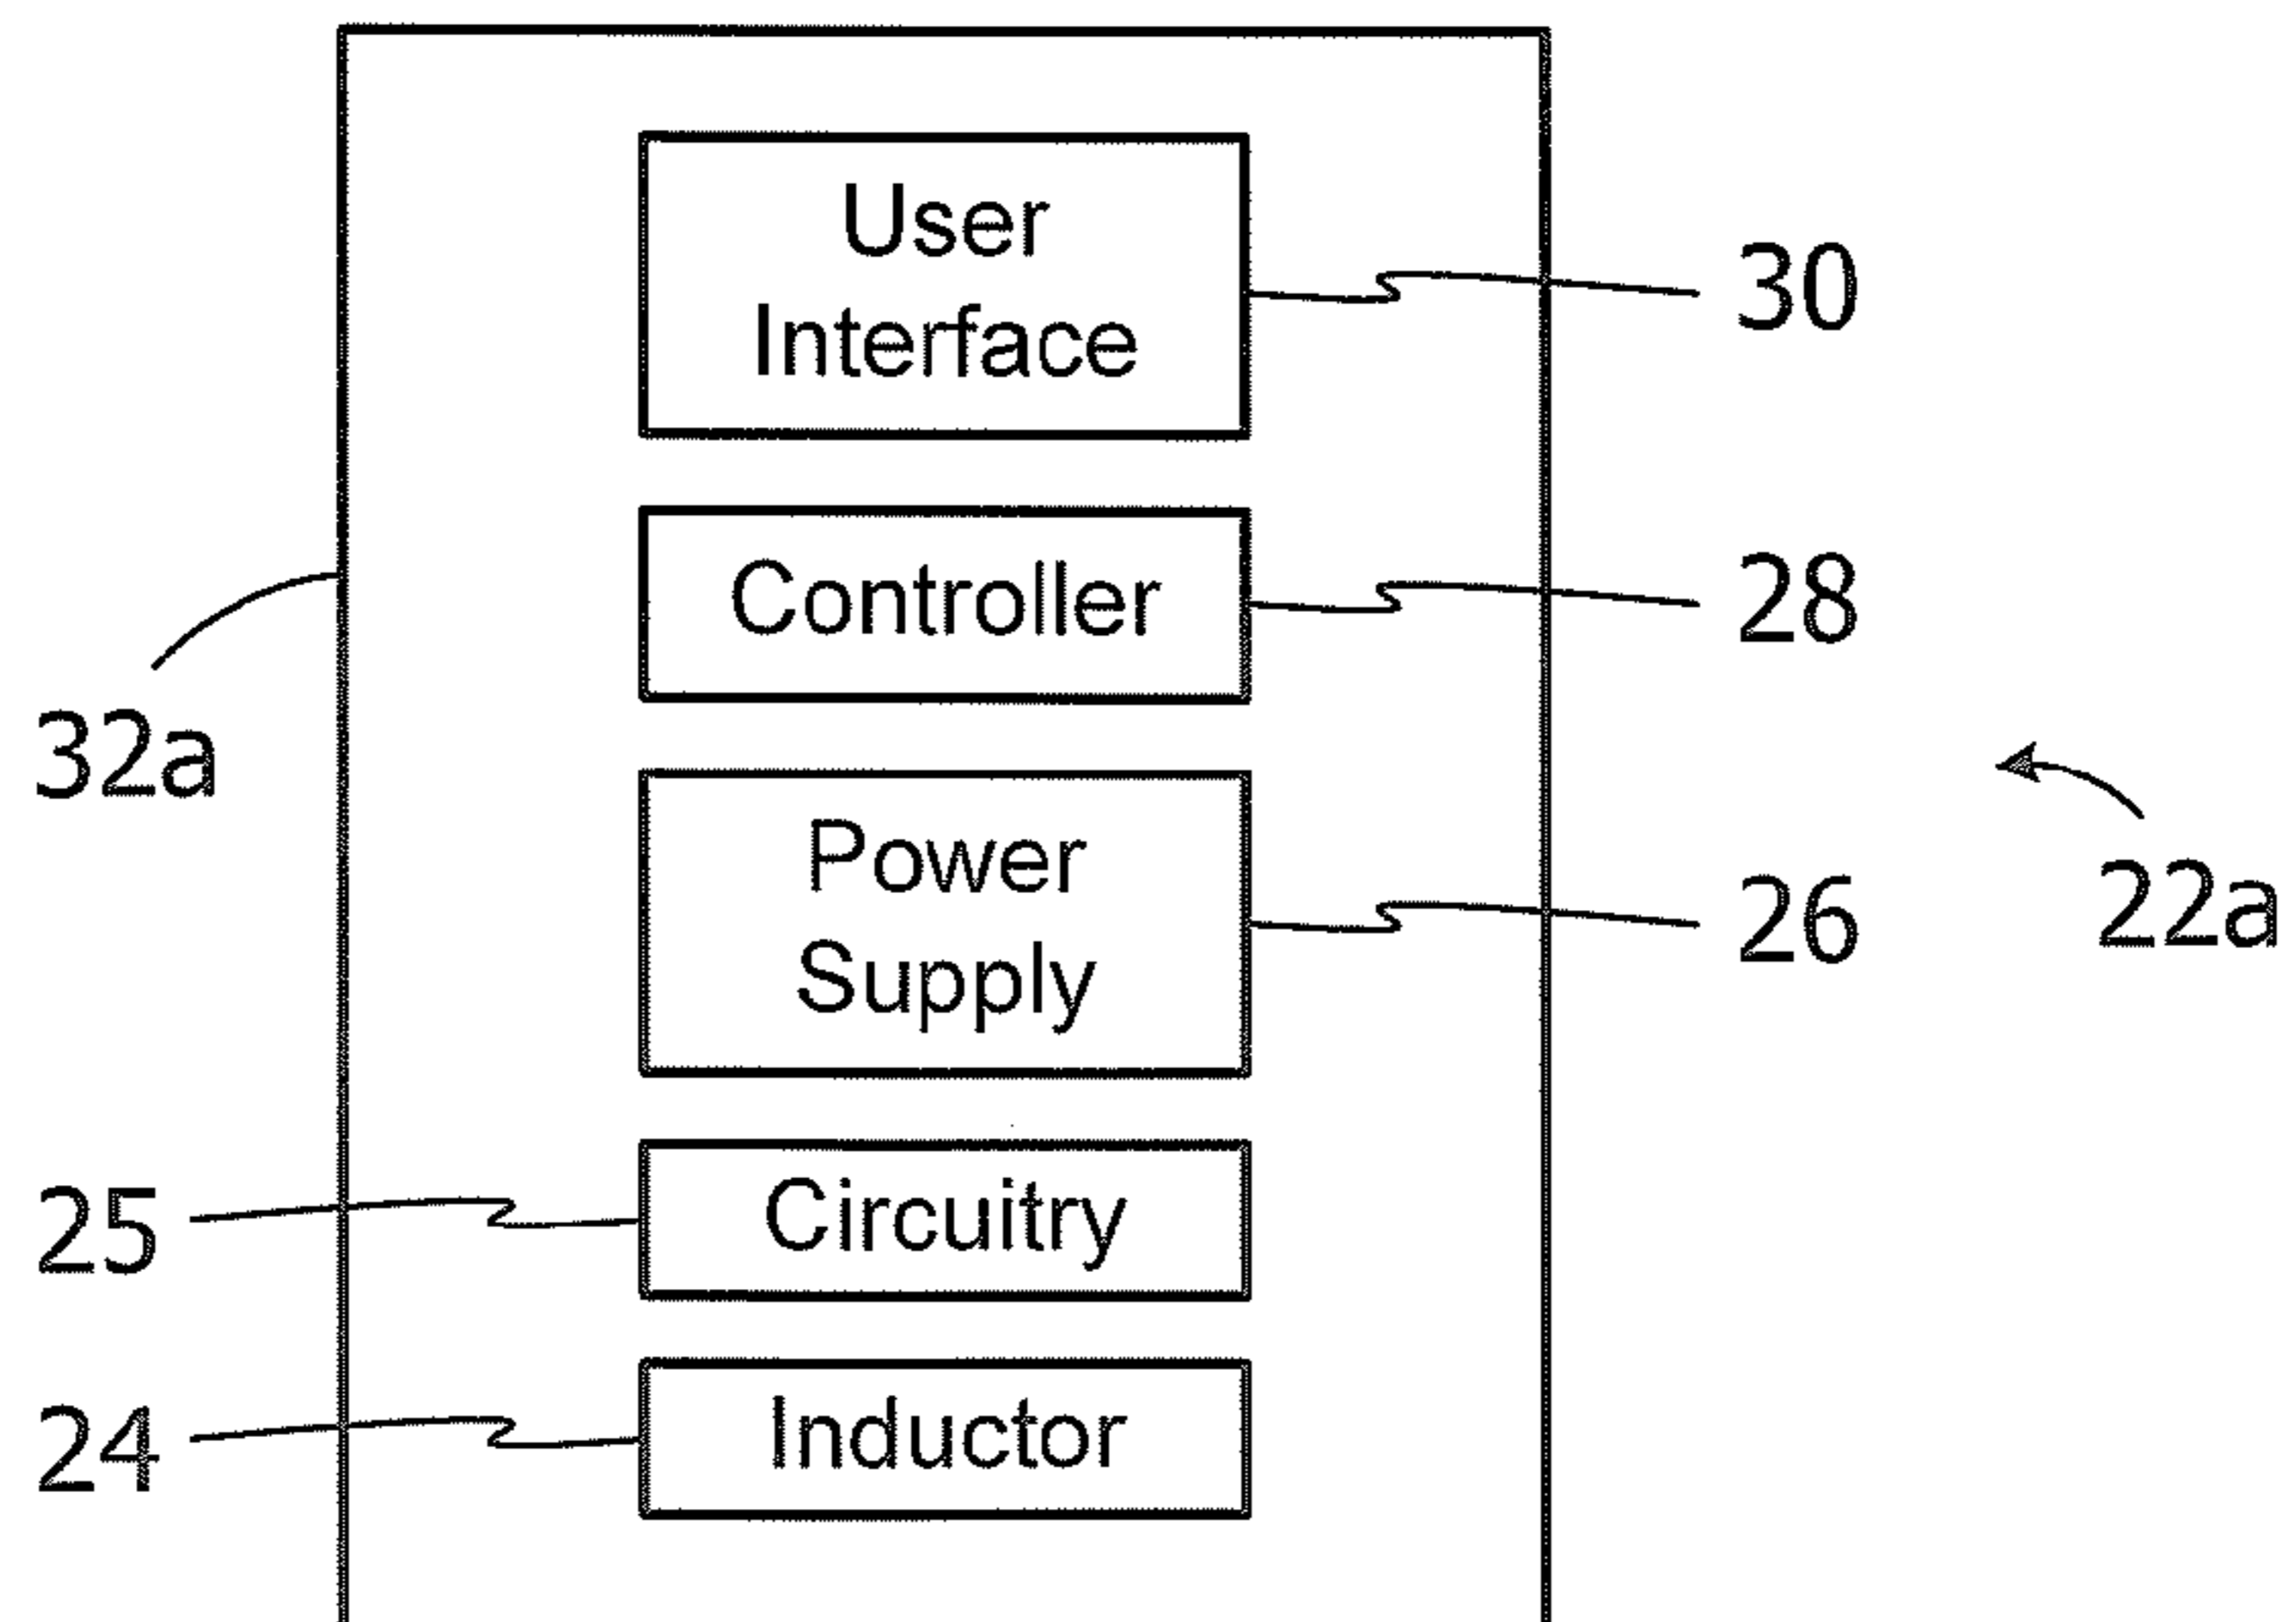 User
Interface
30
Controller
28
32a
Power
Supply
26
22a
25
Circuitry
24
Inductor